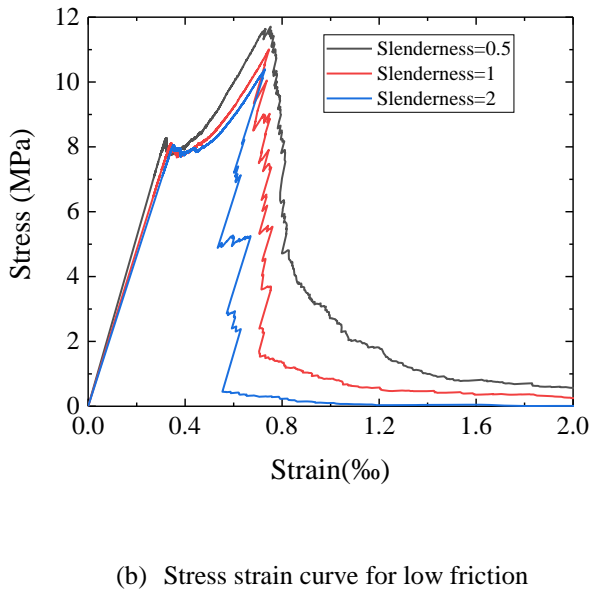 12
10
8
6
4
2
0
Stress (MPa)
Slenderness=0.5
Slenderness=1
Slenderness=2
0.0 0.4 0.8 1.2 1.6 2.0
Strain(‰)
(b) Stress strain curve for low friction